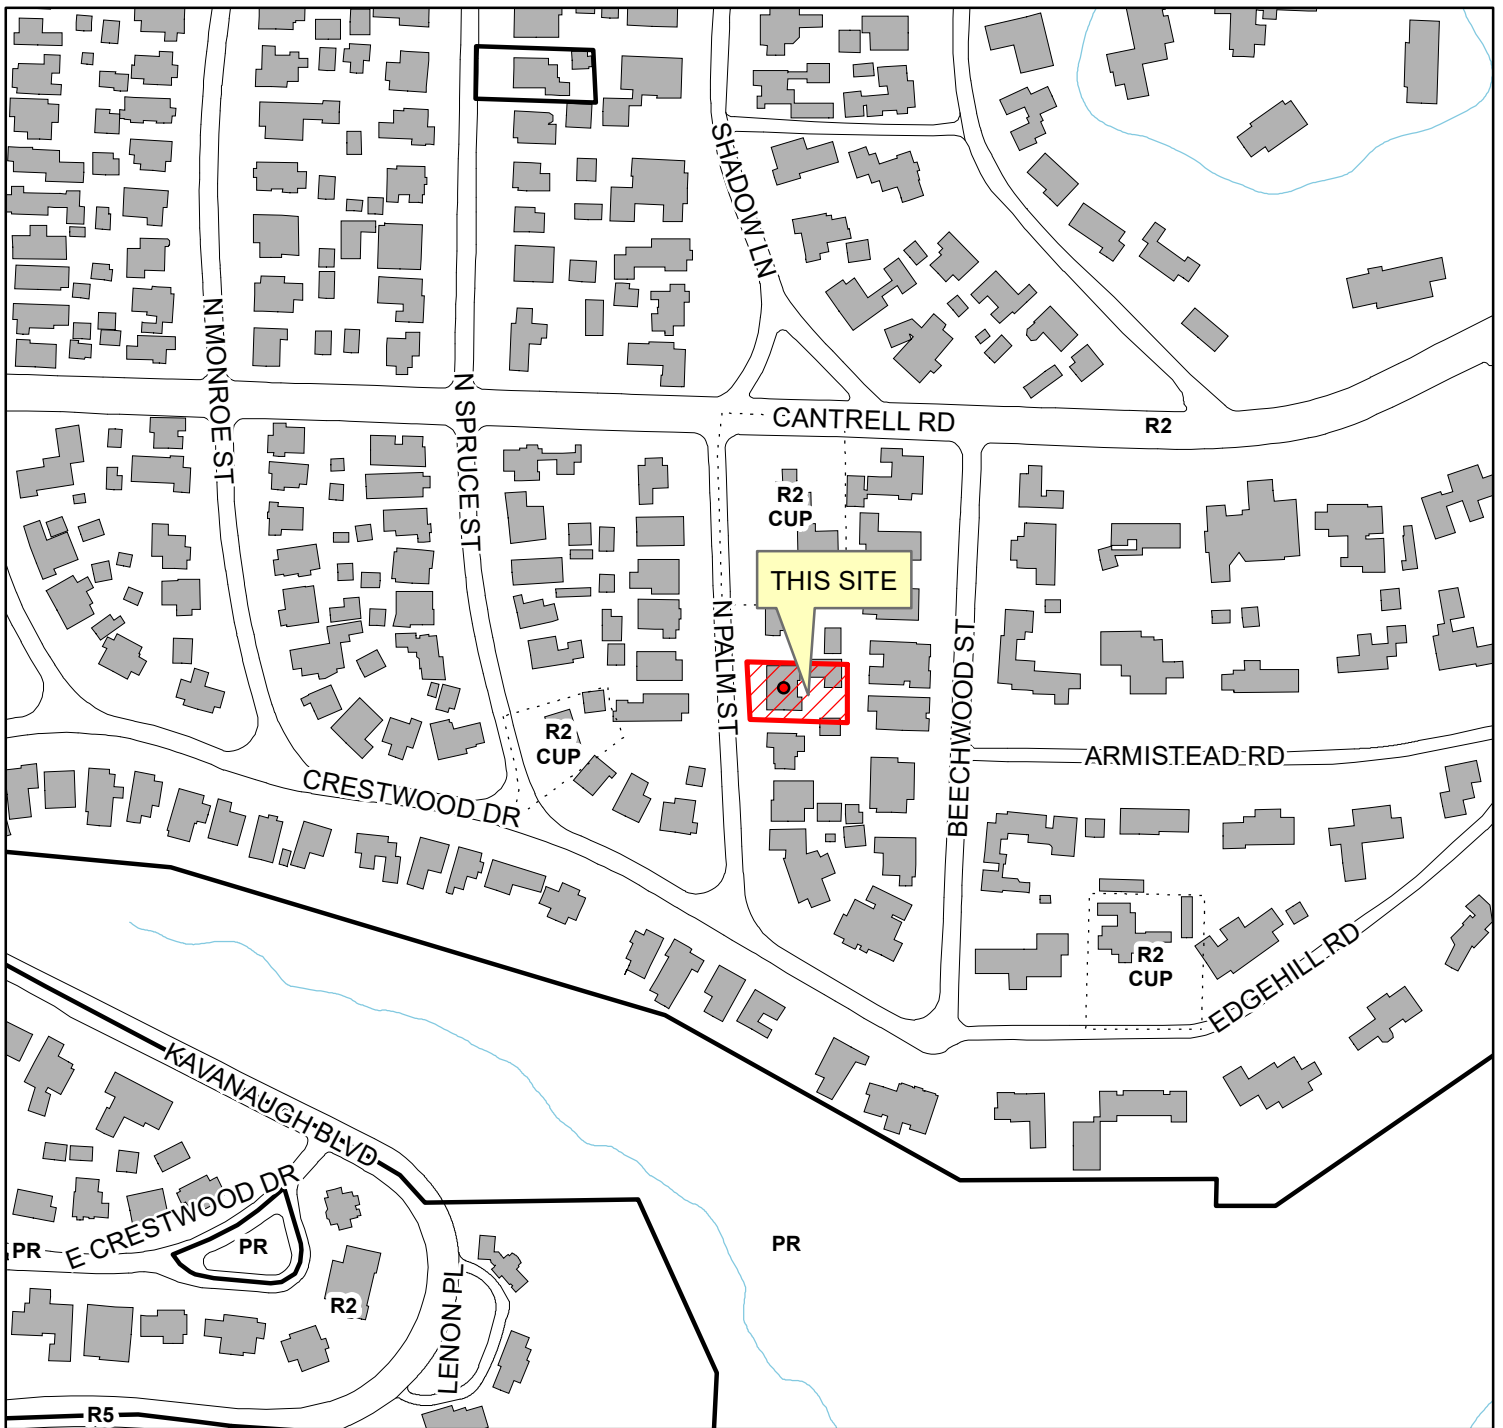 SHADOW LN
N MONROE ST
N SPRUCE ST
CANTRELL RD
R2
R2
CUP
THIS SITE
N PALM ST
BEECHWOOD ST
R2
CUP
ARMISTEAD RD
CRESTWOOD DR
R2
CUP
EDGEHILL RD
KAVANAUGH BLVD
E CRESTWOOD DR
PR
PR
PR
R2
LENON PL
R5